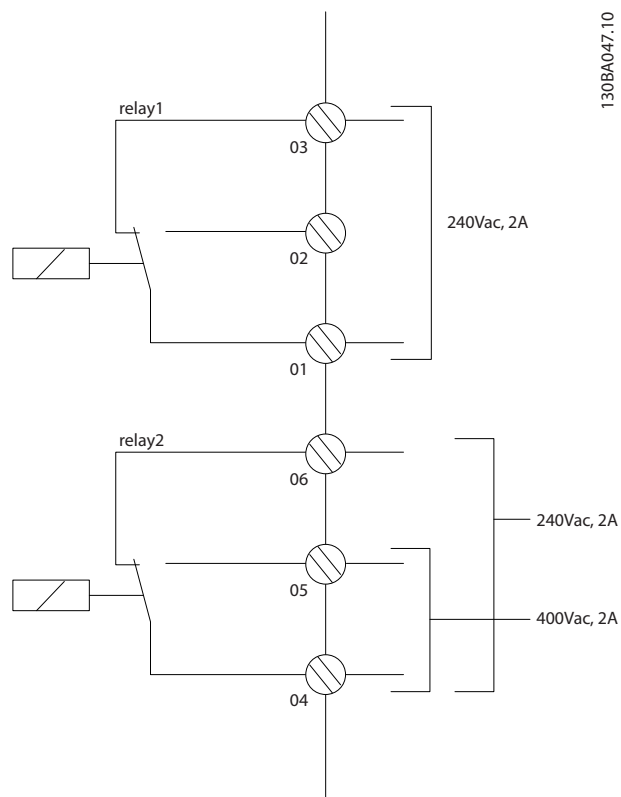 130BA047.10
relay1
03
240Vac, 2A
02
01
relay2
06
240Vac, 2A
05
400Vac, 2A
04